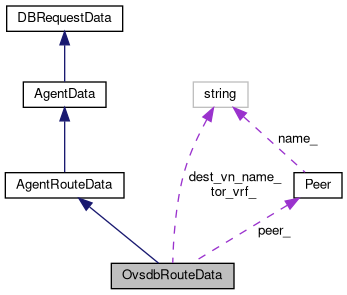 DBRequestData
AgentData
string
name_
dest_vn_name_
tor_vrf_
AgentRouteData
Peer
peer_
OvsdbRouteData